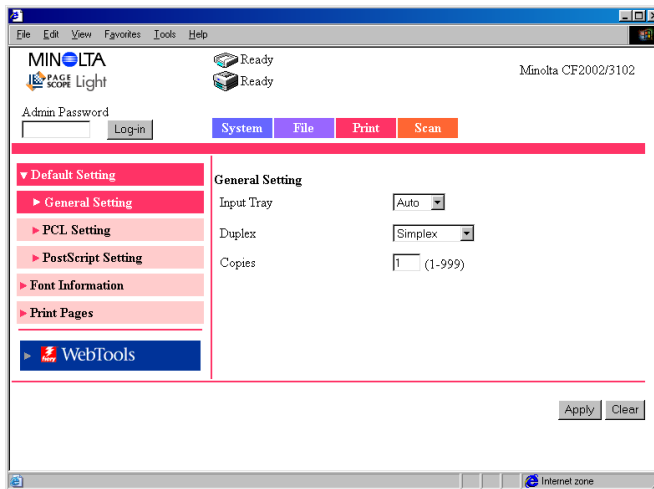 File Edit View Favorites Tools Help
MINOLTA
PAGE SCOPE Light
Ready
Ready
Minolta CF2002/3102
Admin Password
Log-in
System File Print Scan
Default Setting
General Setting
PCL Setting
PostScript Setting
Font Information
Print Pages
WebTools
General Setting
Input Tray Auto
Duplex Simplex
Copies 1 (1-999)
Apply Clear
Internet zone